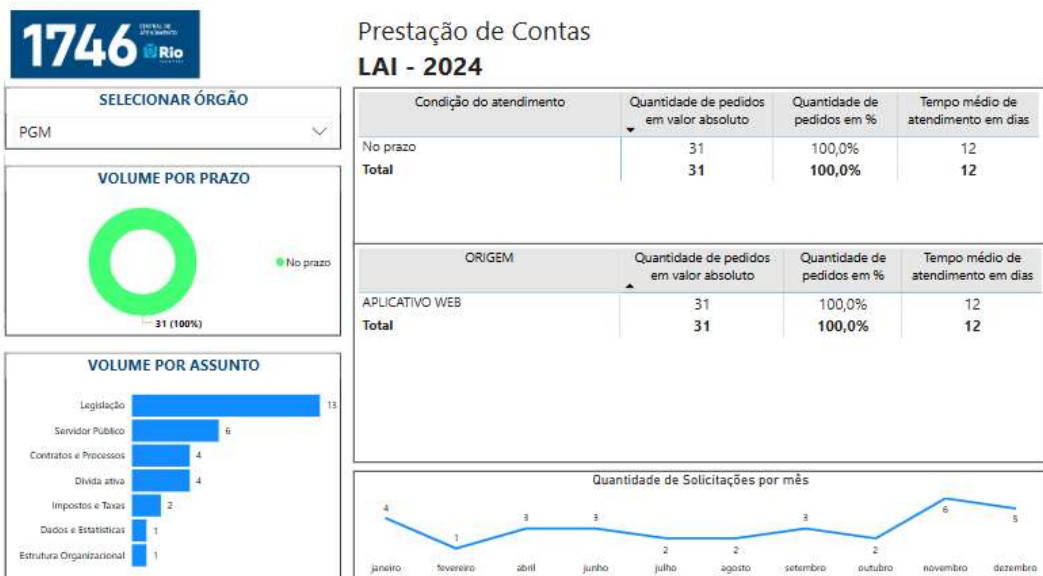 1746
CENTRAL DE
ATENDIMENTO
Rio
Prestação de Contas
LAI - 2024
SELECIONAR ÓRGÃO
PGM
VOLUME POR PRAZO
No prazo
31 (100%)
VOLUME POR ASSUNTO
Legislação 13
Servidor Público 6
Contratos e Processos 4
Dívida ativa 4
Impostos e Taxas 2
Dados e Estatísticas 1
Estrutura Organizacional 1
Condição do atendimento Quantidade de pedidos em valor absoluto Quantidade de pedidos em % Tempo médio de atendimento em dias
No prazo 31 100,0% 12
Total 31 100,0% 12
ORIGEM Quantidade de pedidos em valor absoluto Quantidade de pedidos em % Tempo médio de atendimento em dias
APLICATIVO WEB 31 100,0% 12
Total 31 100,0% 12
Quantidade de Solicitações por mês
4 1 3 3 2 2 3 2 6 5
janeiro fevereiro abril junho julho agosto setembro outubro novembro dezembro